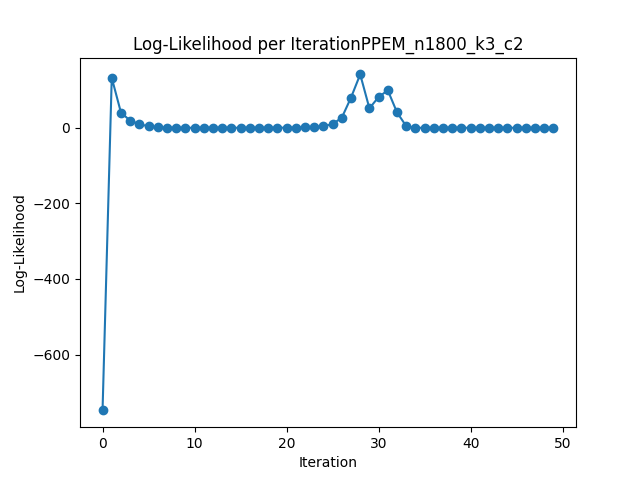 Log-Likelihood per IterationPPEM_n1800_k3_c2
0
−200
−400
−600
Log-Likelihood
0 10 20 30 40 50
Iteration